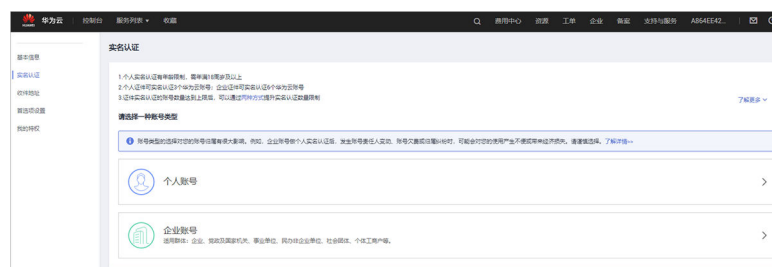 HUAWEI 华为云 控制台 服务列表 收藏 费用中心 资源 工单 企业 备案 支持与服务 A864EE42...
基本信息
实名认证
收件地址
首选项设置
我的特权
实名认证
1.个人实名认证有年龄限制，需年满18周岁及以上
2.个人证件可实名认证3个华为云账号；企业证件可实名认证6个华为云账号
3.证件实名认证的账号数量达到上限后，可以通过两种方式提升实名认证数量限制
了解更多
请选择一种账号类型
账号类型的选择对您的账号归属有很大影响。例如，企业账号做个人实名认证后，发生账号责任人变动、账号欠费或归属纠纷时，可能会对您的使用产生不便或带来经济损失。请谨慎选择。了解详情>>
个人账号
企业账号
适用群体：企业、党政及国家机关、事业单位、民办非企业单位、社会团体、个体工商户等。